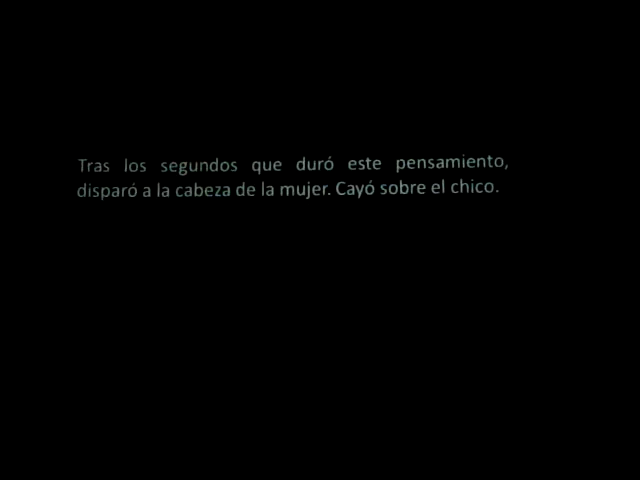 Tras los segundos que duró este pensamiento,
disparó a la cabeza de la mujer. Cayó sobre el chico.